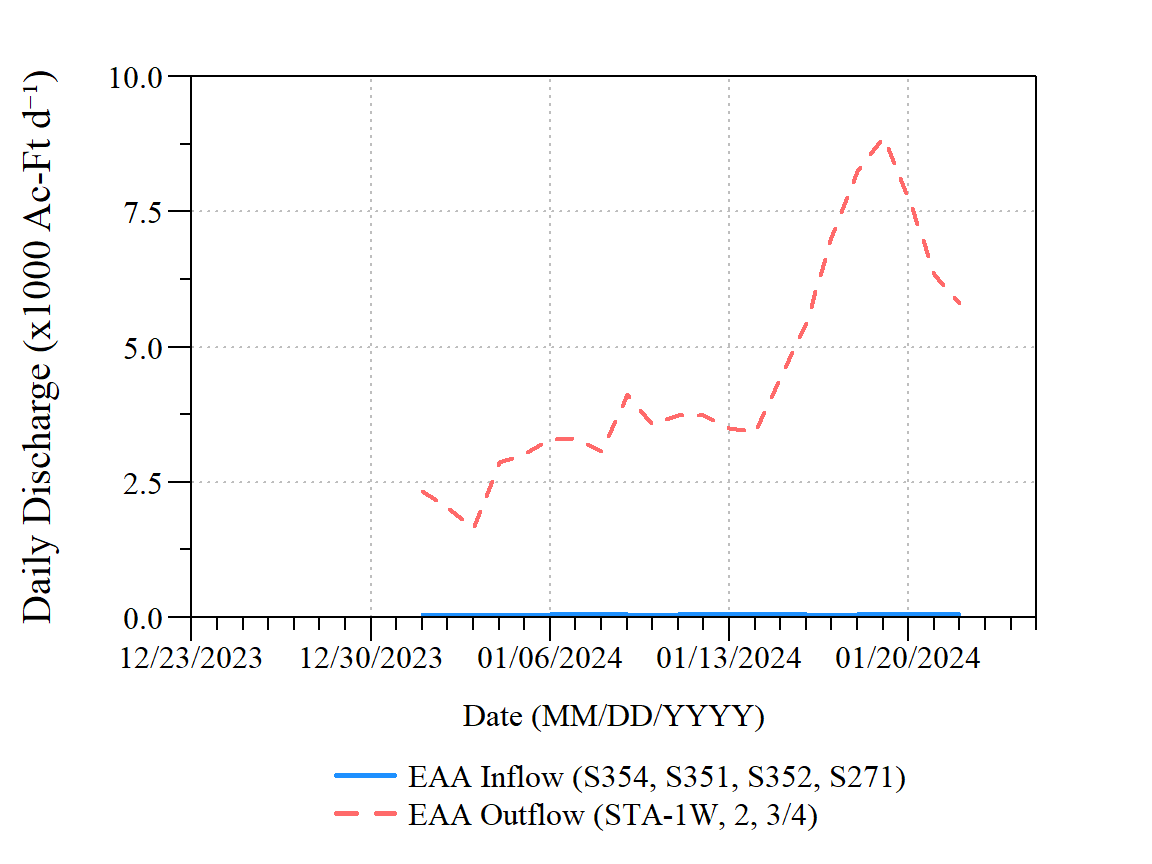 Daily Discharge (x1000 Ac-Ft d⁻¹)
10.0
7.5
5.0
2.5
0.0
12/23/2023 12/30/2023 01/06/2024 01/13/2024 01/20/2024
Date (MM/DD/YYYY)
EAA Inflow (S354, S351, S352, S271)
EAA Outflow (STA-1W, 2, 3/4)